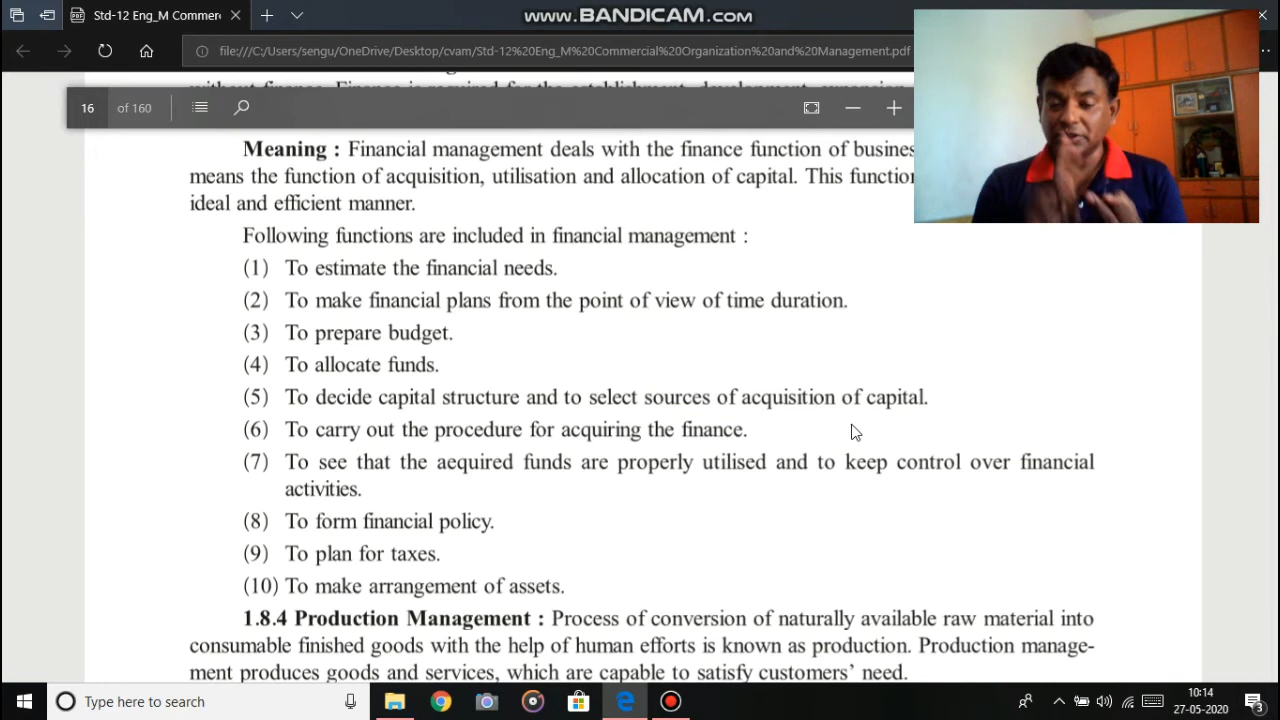 Std-12 Eng_M Commer
www.BANDICAM.com
file:///C:/Users/sengu/OneDrive/Desktop/cvam/Std-12%20Eng_M%20Commercial%20Organization%20and%20Management.pdf
16 of 160
Meaning : Financial management deals with the finance function of
means the function of acquisition, utilisation and allocation of capital. This
ideal and efficient manner.
Following functions are included in financial management :
(1) To estimate the financial needs.
(2) To make financial plans from the point of view of time duration.
(3) To prepare budget.
(4) To allocate funds.
(5) To decide capital structure and to select sources of acquisition of capital.
(6) To carry out the procedure for acquiring the finance.
(7) To see that the aequired funds are properly utilised and to keep control over financial
activities.
(8) To form financial policy.
(9) To plan for taxes.
(10) To make arrangement of assets.
1.8.4 Production Management : Process of conversion of naturally available raw material into
consumable finished goods with the help of human efforts is known as production. Production manage-
ment produces goods and services, which are capable to satisfy customers' need.
Type here to search
10:14
27-05-2020
3